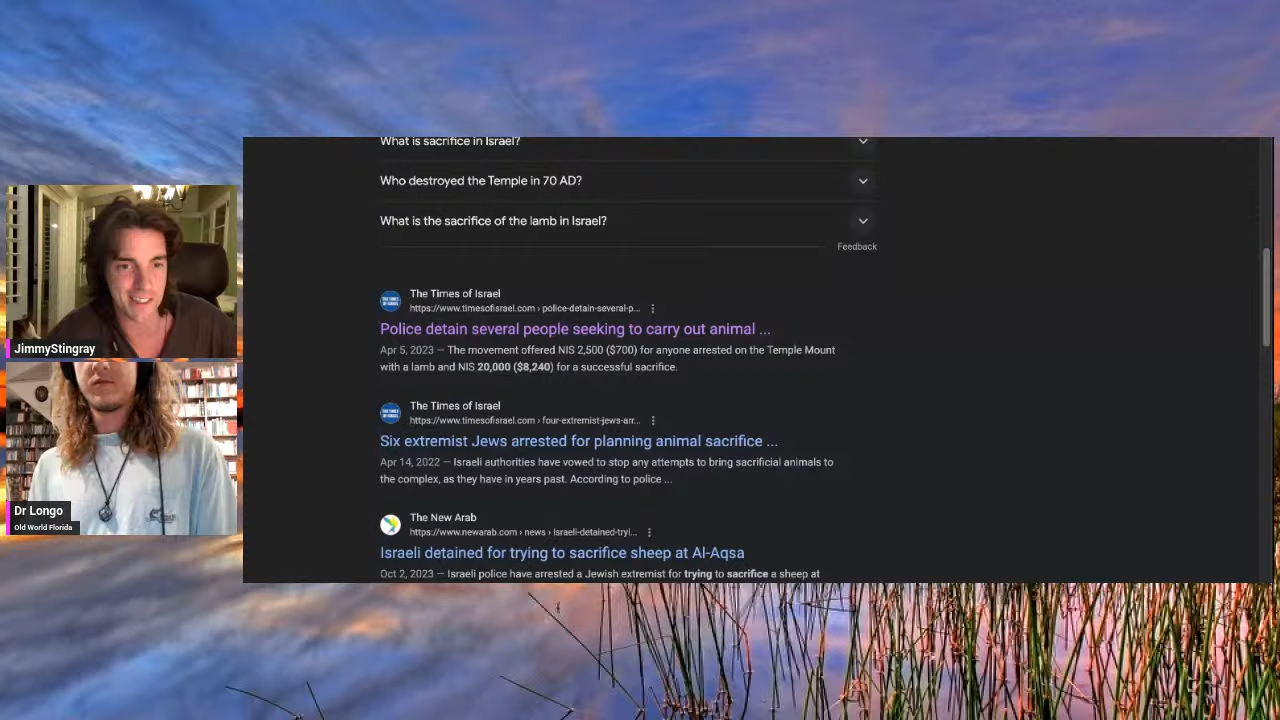 What is sacrifice in Israel?
Who destroyed the Temple in 70 AD?
What is the sacrifice of the lamb in Israel?
Feedback
The Times of Israel
https://www.timesofisrael.com › police-detain-several-p...
Police detain several people seeking to carry out animal ...
Apr 5, 2023 — The movement offered NIS 2,500 ($700) for anyone arrested on the Temple Mount
with a lamb and NIS 20,000 ($8,240) for a successful sacrifice.
The Times of Israel
https://www.timesofisrael.com › four-extremist-jews-arr...
Six extremist Jews arrested for planning animal sacrifice ...
Apr 14, 2022 — Israeli authorities have vowed to stop any attempts to bring sacrificial animals to
the complex, as they have in years past. According to police ...
The New Arab
https://www.newarab.com › news › israeli-detained-tryi...
Israeli detained for trying to sacrifice sheep at Al-Aqsa
Oct 2, 2023 — Israeli police have arrested a Jewish extremist for trying to sacrifice a sheep at
JimmyStingray
Dr Longo
Old World Florida